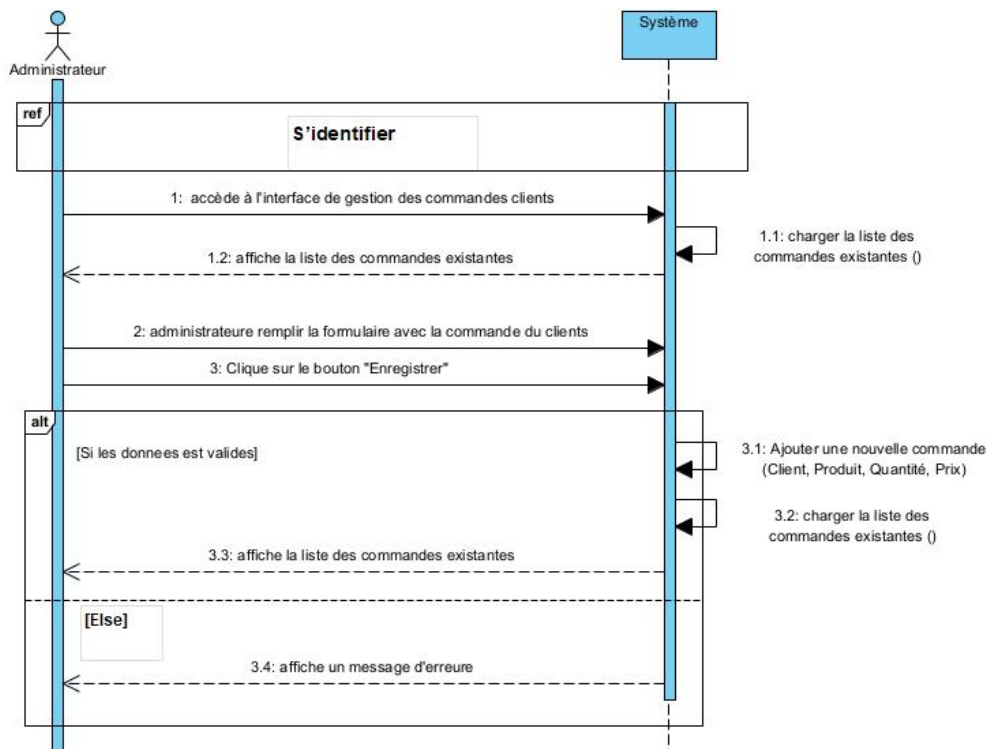 Système
Administrateur
ref
S'identifier
1: accède à l'interface de gestion des commandes clients
1.1: charger la liste des
commandes existantes ()
1.2: affiche la liste des commandes existantes
2: administrateure remplir la formulaire avec la commande du clients
3: Clique sur le bouton "Enregistrer"
alt
[Si les donnees est valides]
3.1: Ajouter une nouvelle commande
(Client, Produit, Quantité, Prix)
3.2: charger la liste des
commandes existantes ()
3.3: affiche la liste des commandes existantes
[Else]
3.4: affiche un message d'erreure